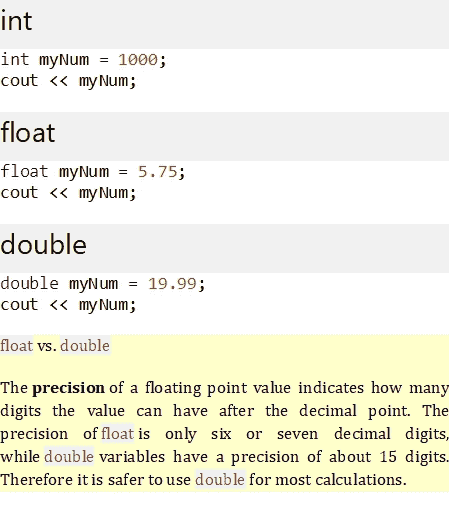 int
int myNum = 1000;
cout << myNum;
float
float myNum = 5.75;
cout << myNum;
double
double myNum = 19.99;
cout << myNum;
float vs. double
The precision of a floating point value indicates how many
digits the value can have after the decimal point. The
precision of float is only six or seven decimal digits,
while double variables have a precision of about 15 digits.
Therefore it is safer to use double for most calculations.